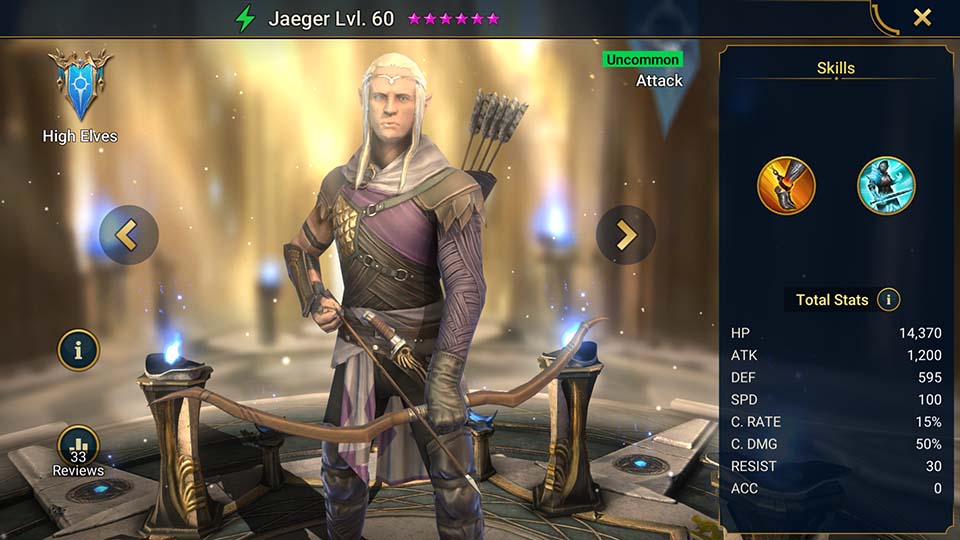 Jaeger Lvl. 60
High Elves
Uncommon
Attack
Skills
Total Stats i
HP 14,370
ATK 1,200
DEF 595
SPD 100
C. RATE 15%
C. DMG 50%
RESIST 30
ACC 0
i
33
Reviews